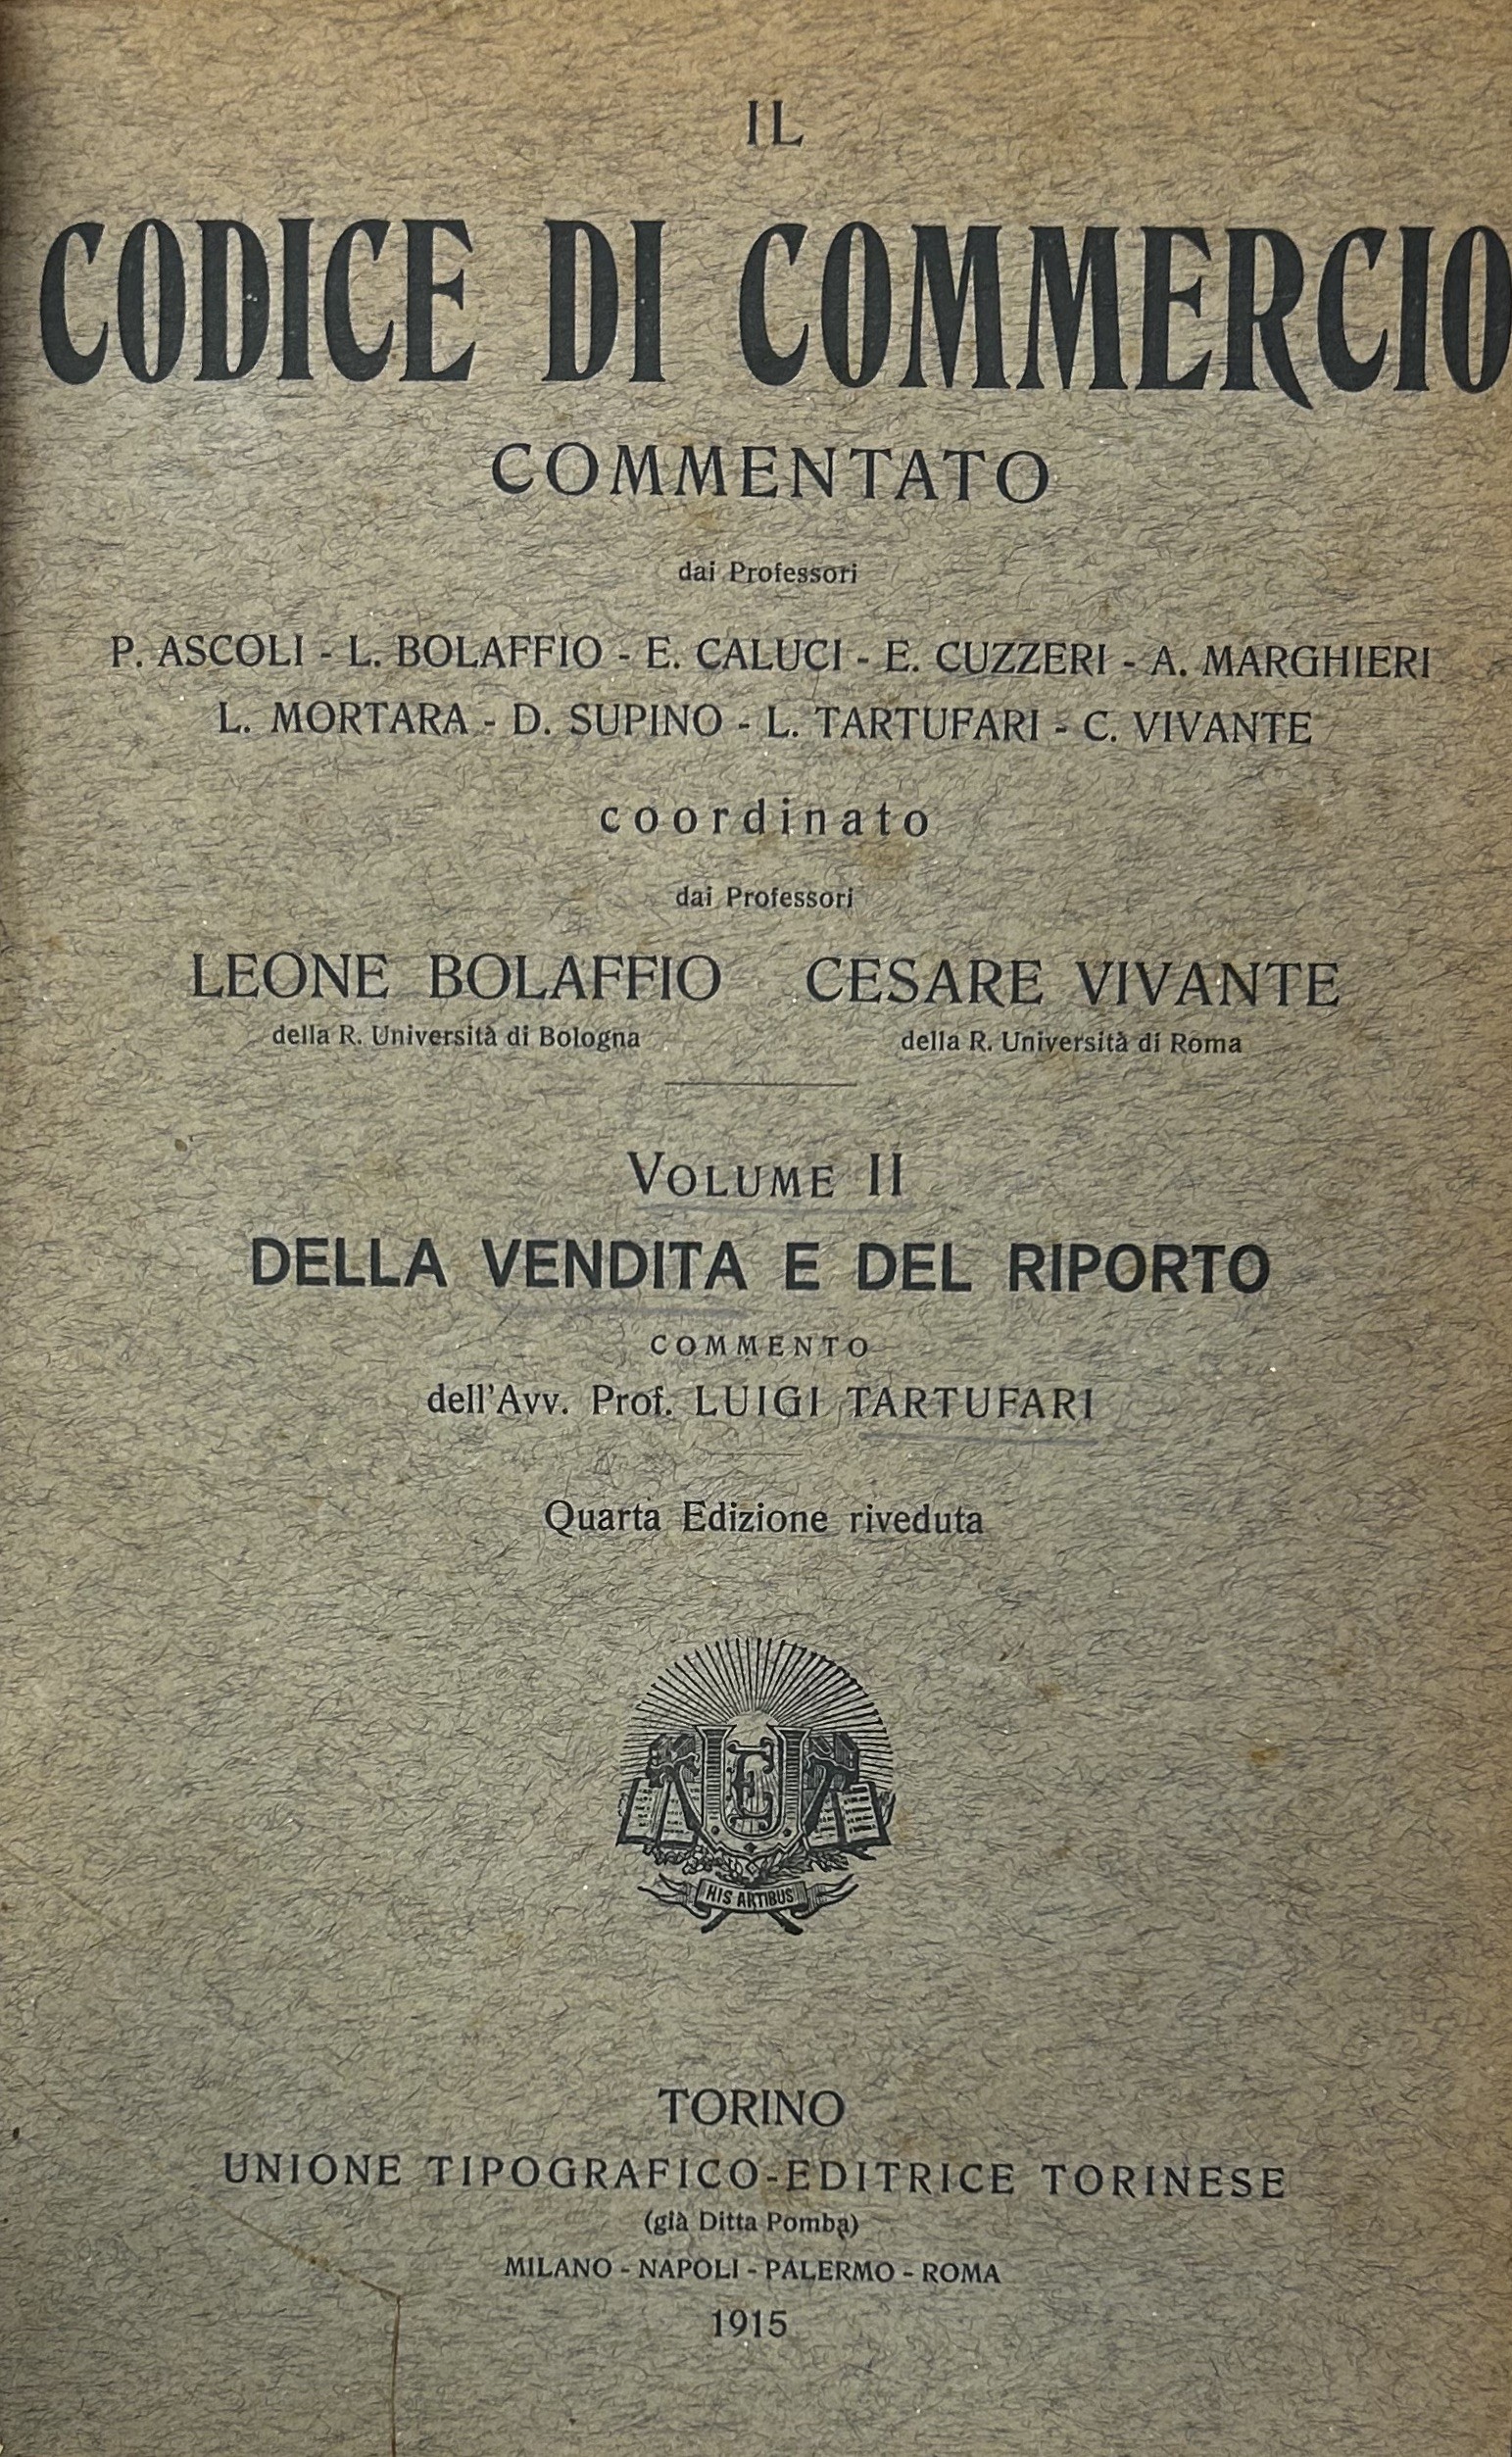 IL
CODICE DI COMMERCIO
COMMENTATO
dai Professori
P. ASCOLI - L. BOLAFFIO - E. CALUCI - E. CUZZERI - A. MARGHIERI
L. MORTARA - D. SUPINO - L. TARTUFARI - C. VIVANTE
coordinato
dai Professori
LEONE BOLAFFIO CESARE VIVANTE
della R. Università di Bologna della R. Università di Roma
VOLUME II
DELLA VENDITA E DEL RIPORTO
COMMENTO
dell'Avv. Prof. LUIGI TARTUFARI
Quarta Edizione riveduta
UTE
HIS ARTIBUS
TORINO
UNIONE TIPOGRAFICO-EDITRICE TORINESE
(già Ditta Pomba)
MILANO - NAPOLI - PALERMO - ROMA
1915